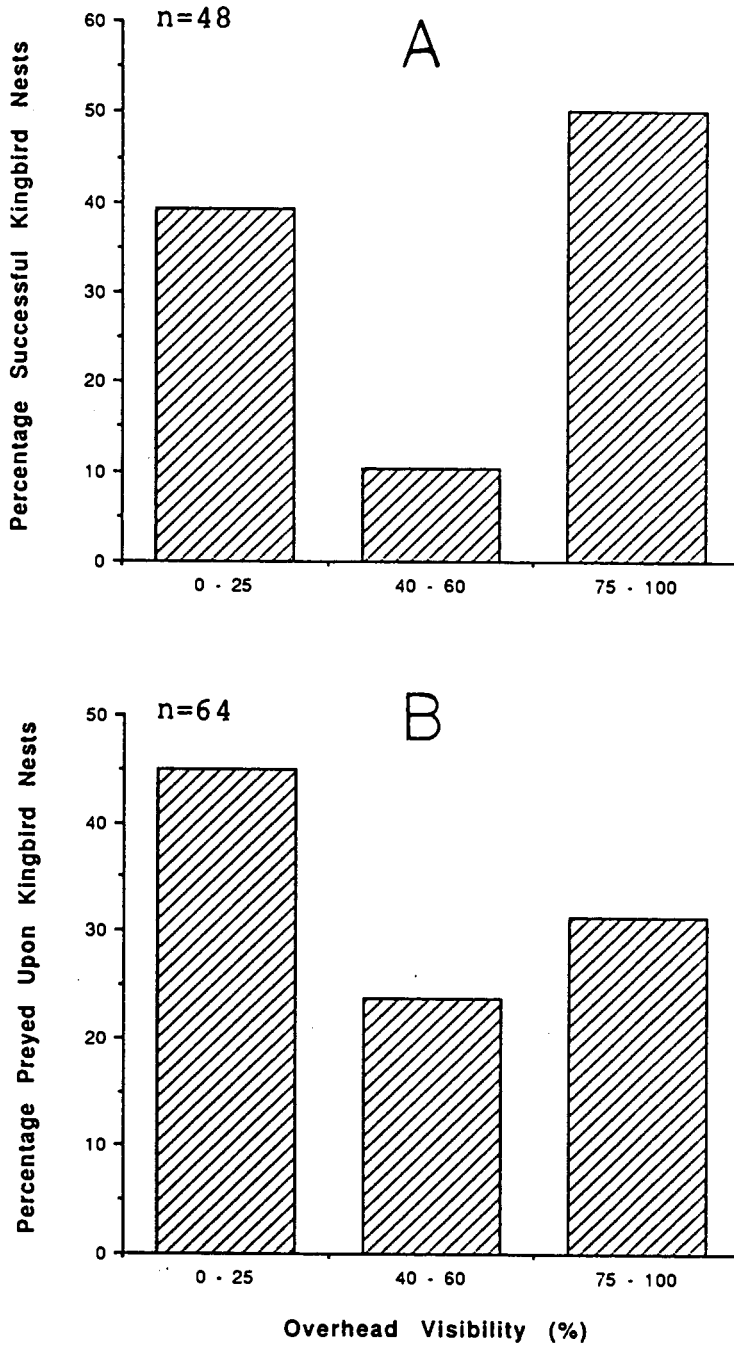 n=48
A
Percentage Successful Kingbird Nests
60
50
40
30
20
10
0
0 - 25
40 - 60
75 - 100
n=64
B
Percentage Preyed Upon Kingbird Nests
50
40
30
20
10
0
0 - 25
40 - 60
75 - 100
Overhead Visibility (%)